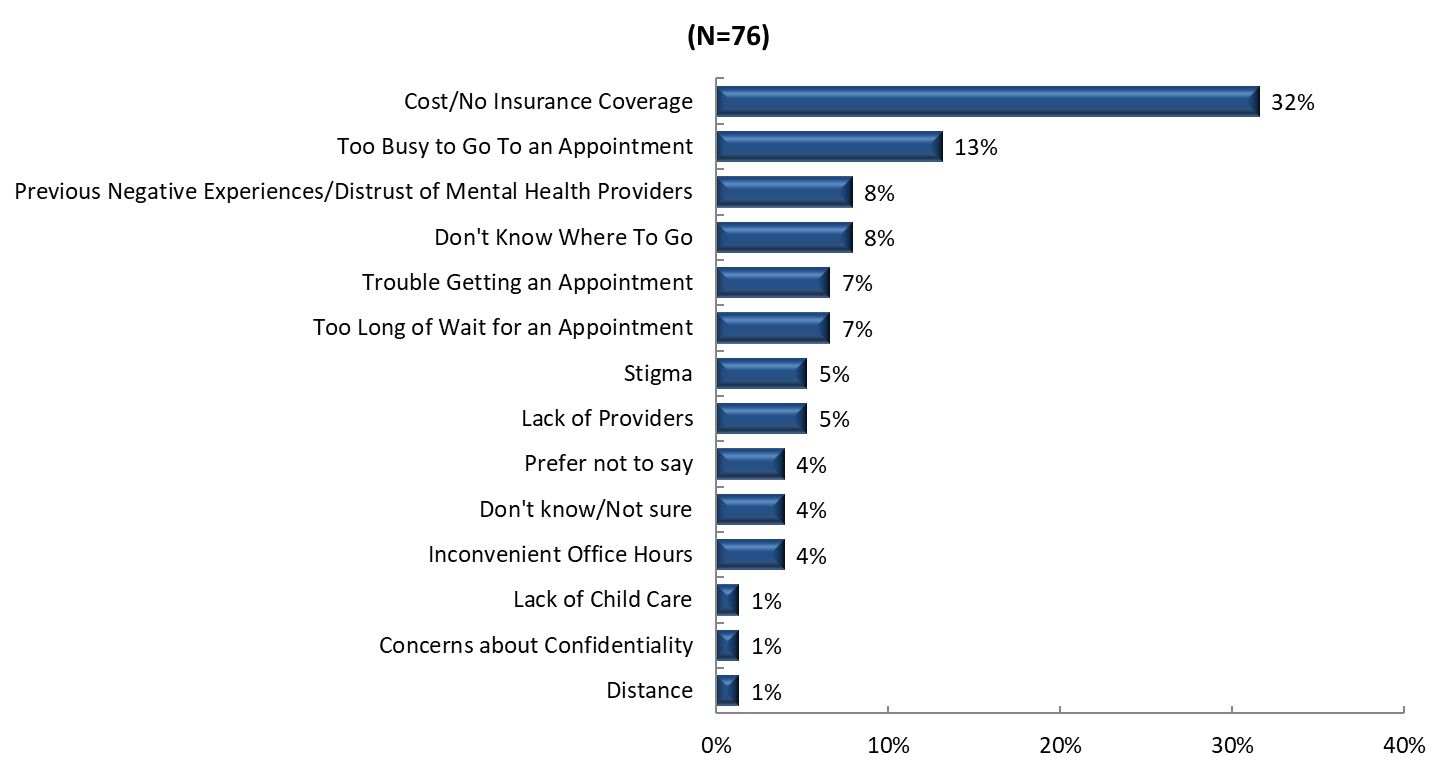 (N=76)
Cost/No Insurance Coverage 32%
Too Busy to Go To an Appointment 13%
Previous Negative Experiences/Distrust of Mental Health Providers 8%
Don't Know Where To Go 8%
Trouble Getting an Appointment 7%
Too Long of Wait for an Appointment 7%
Stigma 5%
Lack of Providers 5%
Prefer not to say 4%
Don't know/Not sure 4%
Inconvenient Office Hours 4%
Lack of Child Care 1%
Concerns about Confidentiality 1%
Distance 1%
0% 10% 20% 30% 40%